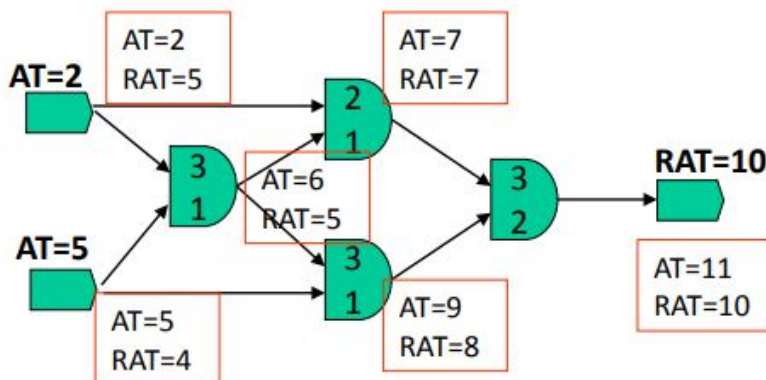 AT=2
RAT=5
AT=7
RAT=7
AT=2
2
1
3
1
AT=6
RAT=5
3
2
RAT=10
AT=5
3
1
AT=5
RAT=4
AT=9
RAT=8
AT=11
RAT=10